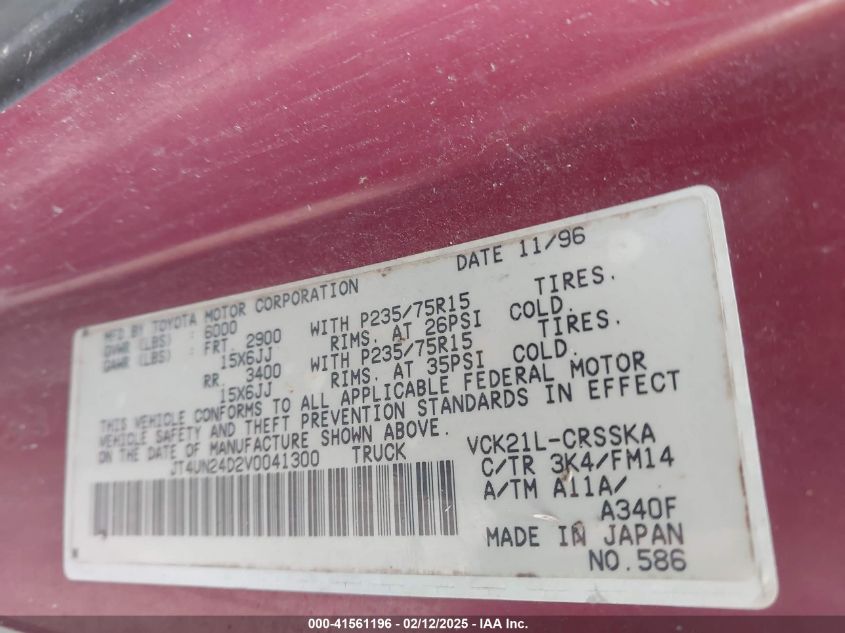 DATE 11/96
MFD BY TOYOTA MOTOR CORPORATION
GVWR (LBS) : 6000
GAWR (LBS) : FRT. 2900 WITH P235/75R15 TIRES.
15X6JJ RIMS. AT 26PSI COLD.
RR. 3400 WITH P235/75R15 TIRES.
15X6JJ RIMS. AT 35PSI COLD.
THIS VEHICLE CONFORMS TO ALL APPLICABLE FEDERAL MOTOR
VEHICLE SAFETY AND THEFT PREVENTION STANDARDS IN EFFECT
ON THE DATE OF MANUFACTURE SHOWN ABOVE.
JT4UN24D2V0041300 TRUCK
VCK21L-CRSSKA
C/TR 3K4/FM14
A/TM A11A/
A340F
MADE IN JAPAN
NO.586
000-41561196 - 02/12/2025 - IAA Inc.